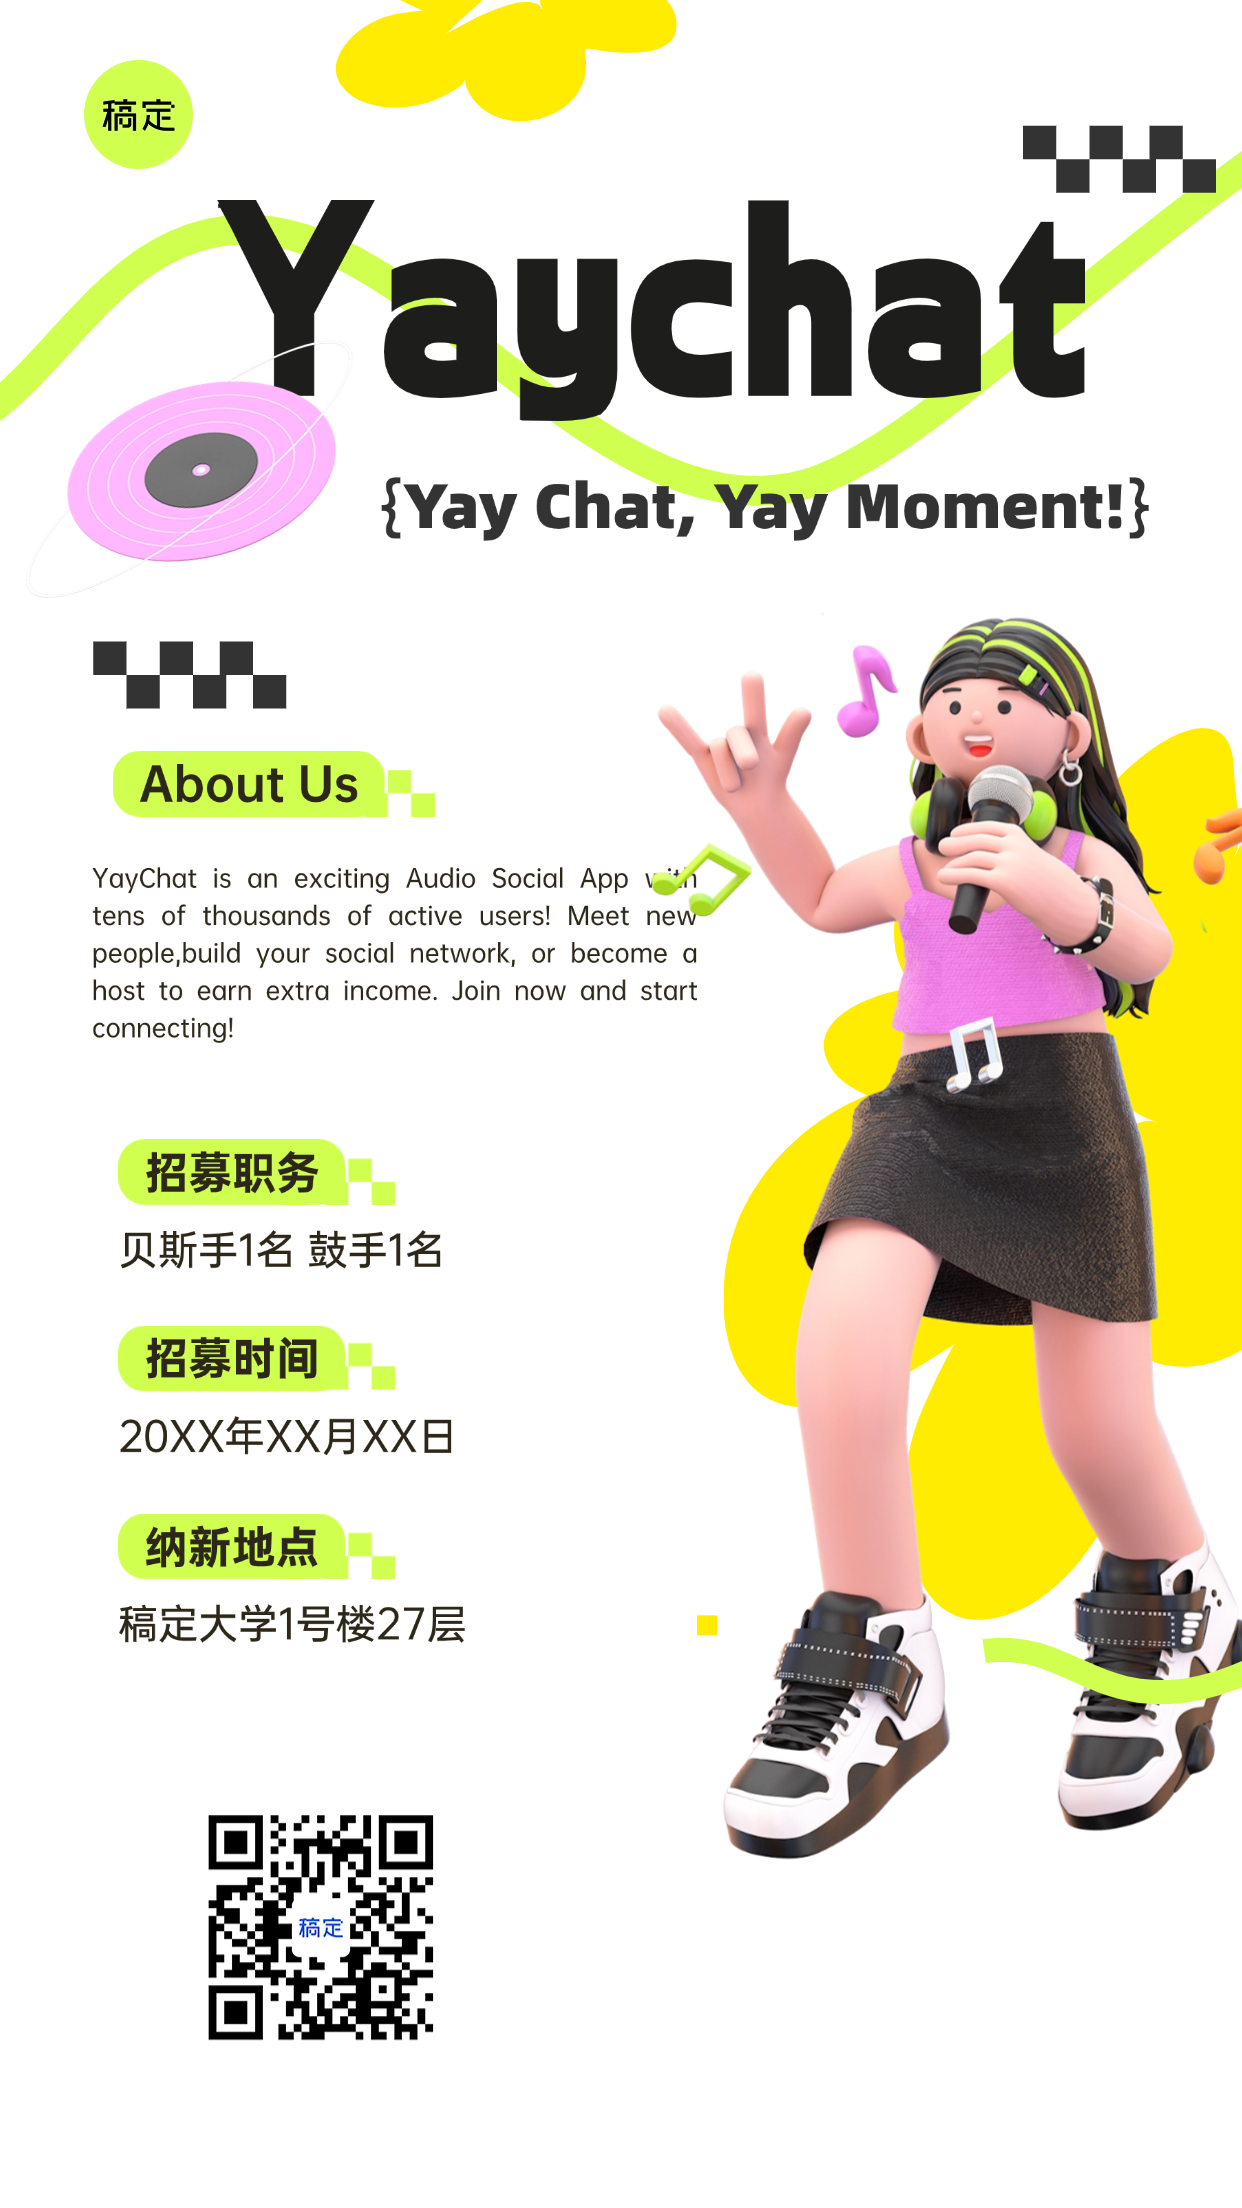 稿定
Yaychat
{Yay Chat, Yay Moment!}
About Us
YayChat is an exciting Audio Social App with
tens of thousands of active users! Meet new
people,build your social network, or become a
host to earn extra income. Join now and start
connecting!
招募职务
贝斯手1名 鼓手1名
招募时间
20XX年XX月XX日
纳新地点
稿定大学1号楼27层
稿定